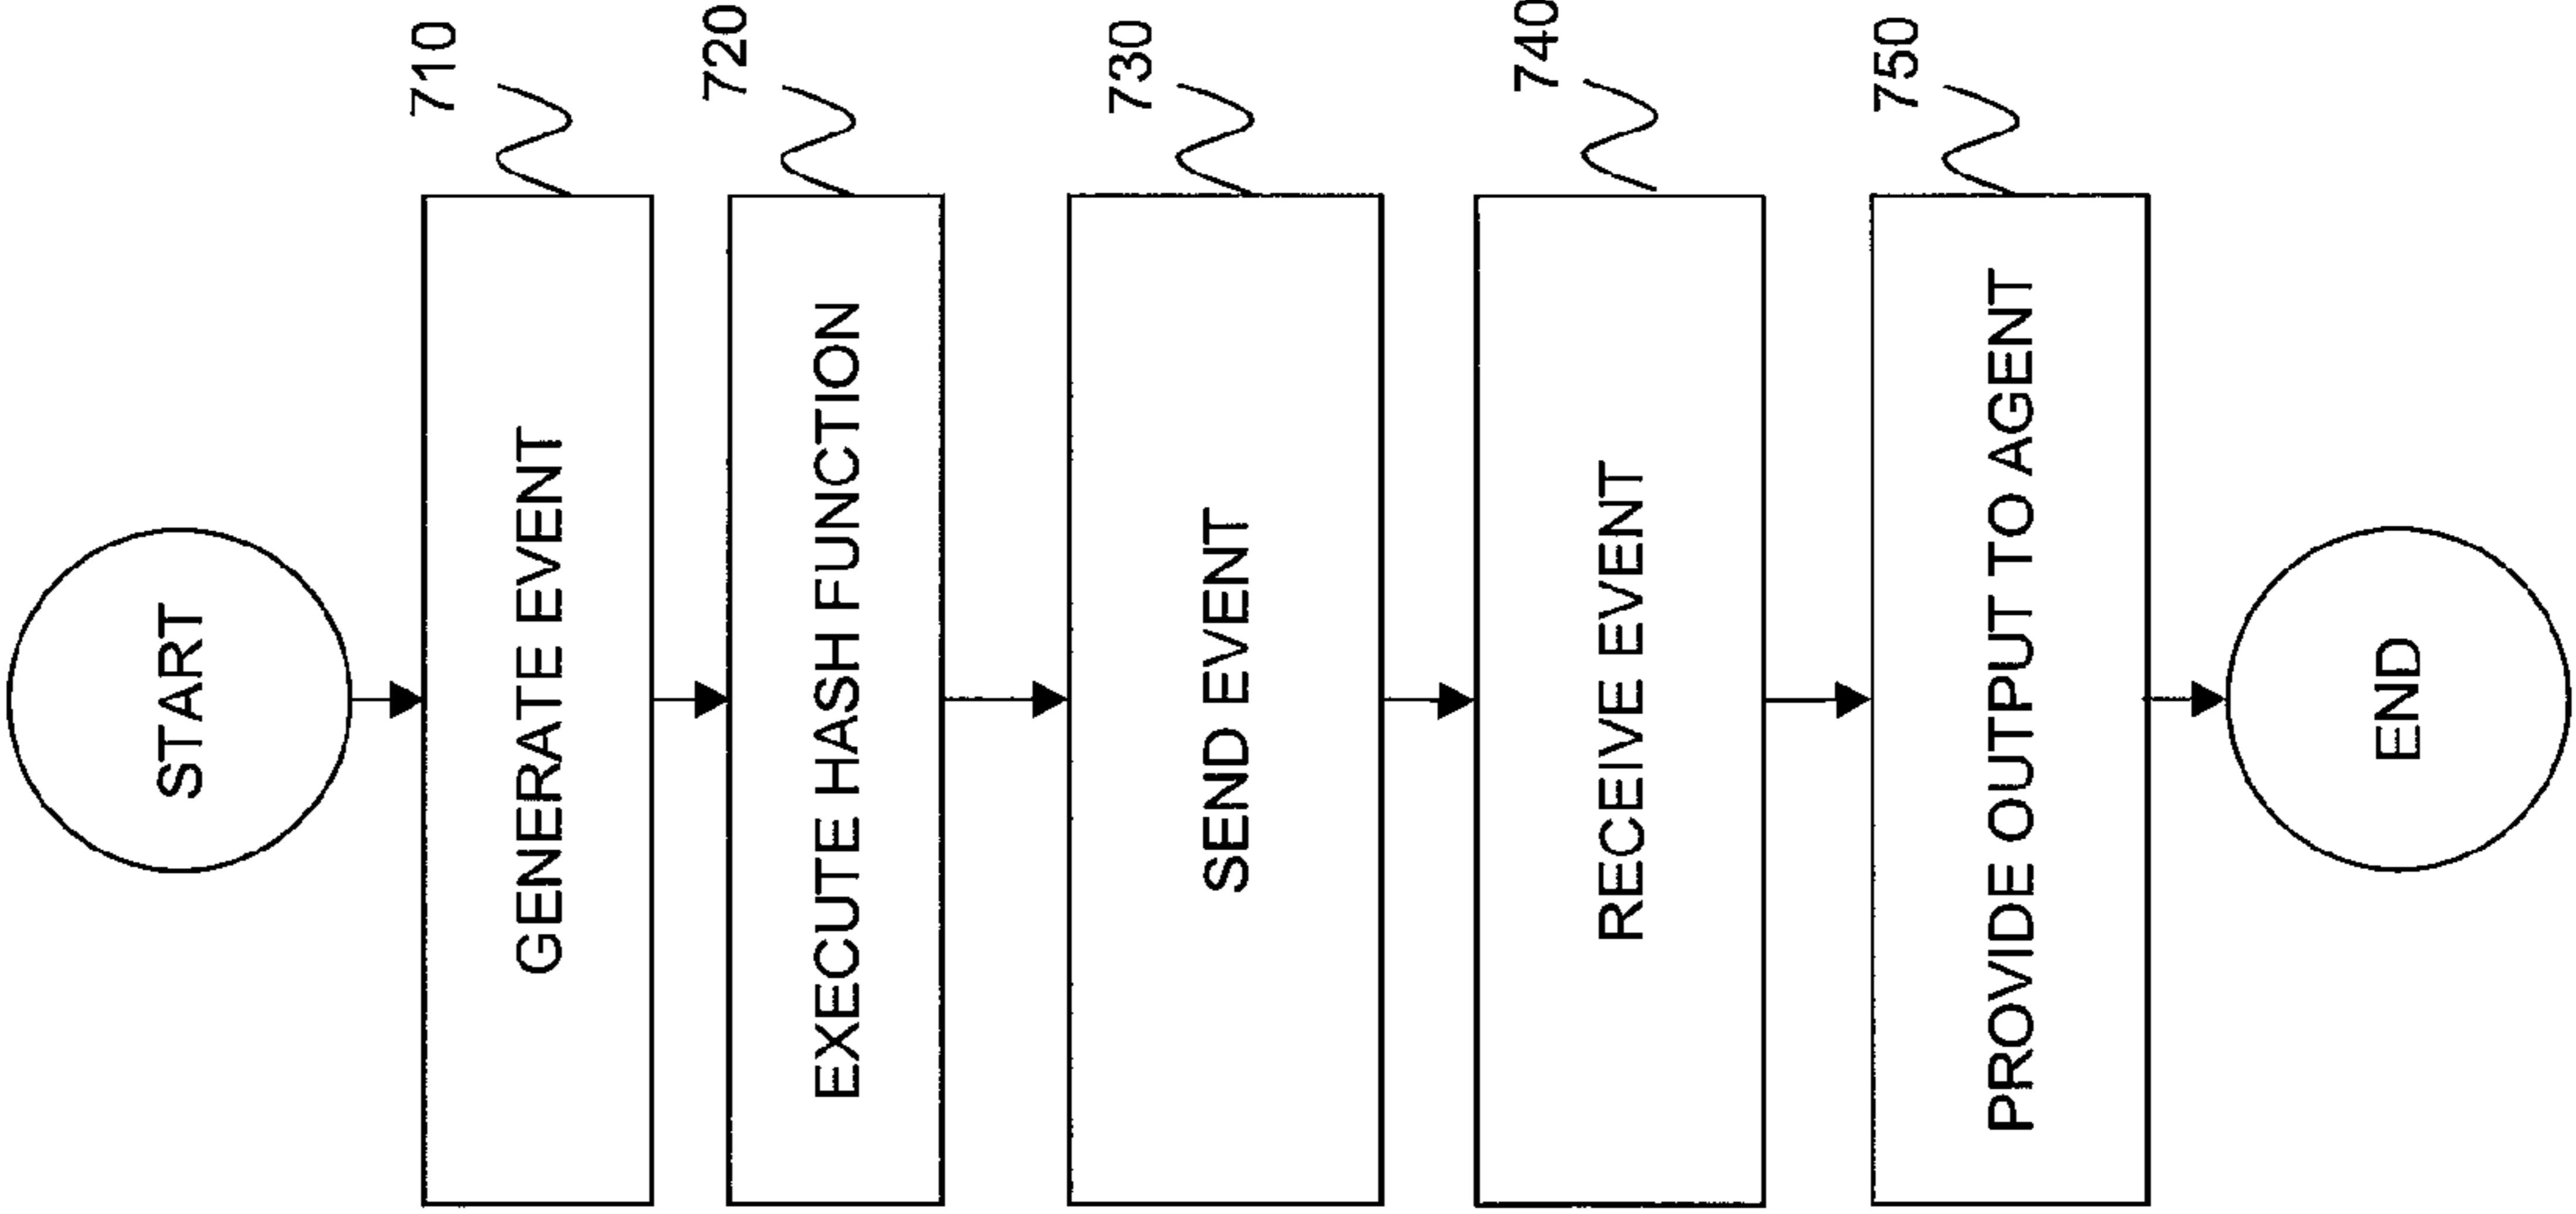 START
GENERATE EVENT
710
EXECUTE HASH FUNCTION
720
SEND EVENT
730
RECEIVE EVENT
740
PROVIDE OUTPUT TO AGENT
750
END